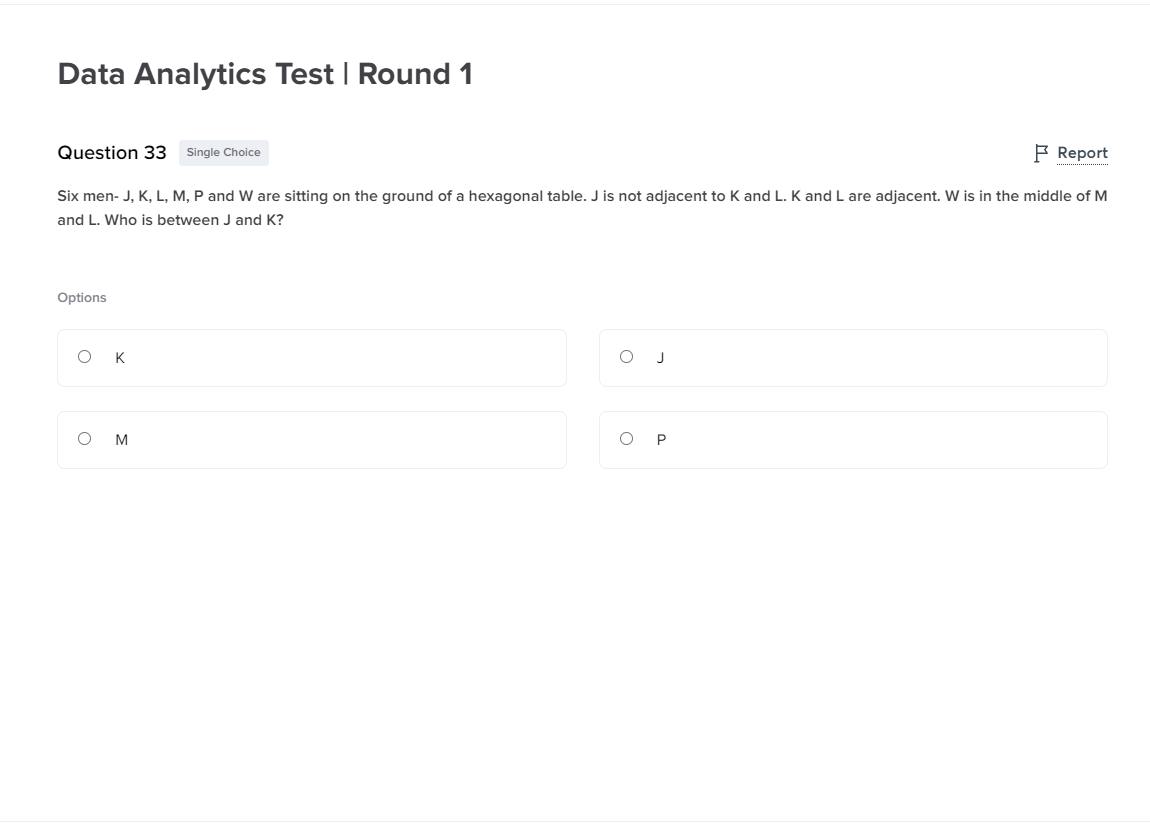 Data Analytics Test | Round 1
Question 33 Single Choice Report
Six men- J, K, L, M, P and W are sitting on the ground of a hexagonal table. J is not adjacent to K and L. K and L are adjacent. W is in the middle of M
and L. Who is between J and K?
Options
K J
M P